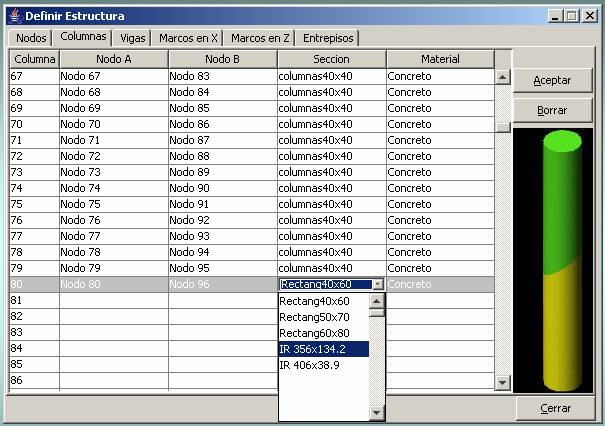 Definir Estructura
Nodos Columnas Vigas Marcos en X Marcos en Z Entrepisos
Columna Nodo A Nodo B Seccion Material
67 Nodo 67 Nodo 83 columnas40x40 Concreto
68 Nodo 68 Nodo 84 columnas40x40 Concreto
69 Nodo 69 Nodo 85 columnas40x40 Concreto
70 Nodo 70 Nodo 86 columnas40x40 Concreto
71 Nodo 71 Nodo 87 columnas40x40 Concreto
72 Nodo 72 Nodo 88 columnas40x40 Concreto
73 Nodo 73 Nodo 89 columnas40x40 Concreto
74 Nodo 74 Nodo 90 columnas40x40 Concreto
75 Nodo 75 Nodo 91 columnas40x40 Concreto
76 Nodo 76 Nodo 92 columnas40x40 Concreto
77 Nodo 77 Nodo 93 columnas40x40 Concreto
78 Nodo 78 Nodo 94 columnas40x40 Concreto
79 Nodo 79 Nodo 95 columnas40x40 Concreto
80 Nodo 80 Nodo 96 Rectang40x60 Concreto
81
82
83
84
85
86
Rectang40x60
Rectang50x70
Rectang60x80
IR 356x134.2
IR 406x38.9
Aceptar
Borrar
Cerrar